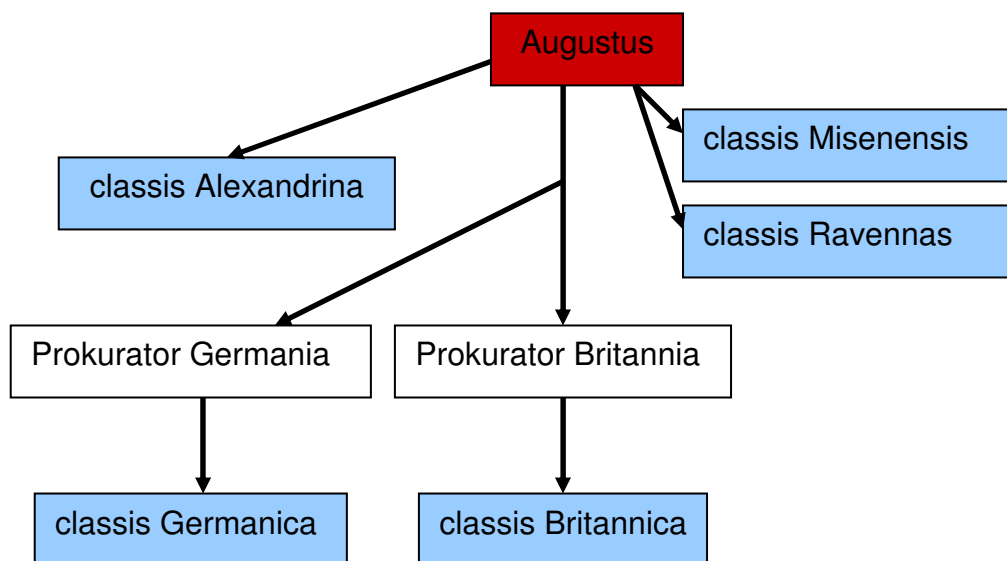 Augustus
classis Misenensis
classis Alexandrina
classis Ravennas
Prokurator Germania
Prokurator Britannia
classis Germanica
classis Britannica